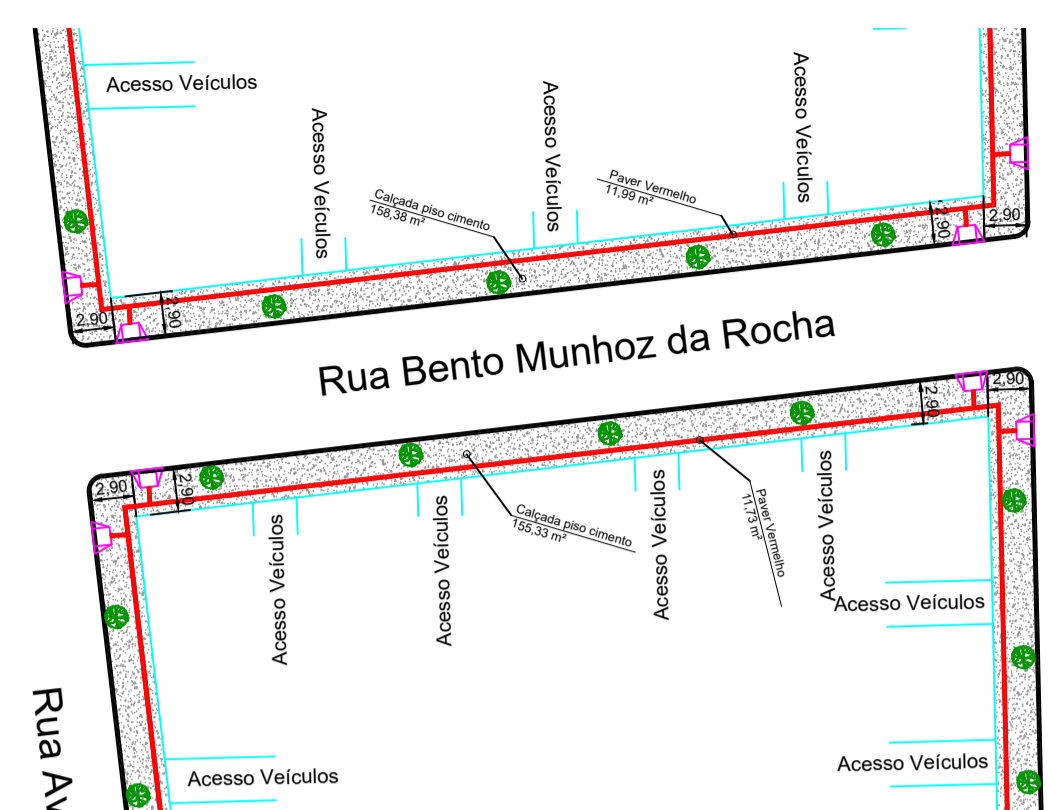 Acesso Veículos
Acesso Veículos
Acesso Veículos
Acesso Veículos
Calçada piso cimento
158,38 m²
Paver Vermelho
11,99 m²
2,90
2,90
2,90
2,90
Rua Bento Munhoz da Rocha
2,90
2,90
2,90
2,90
Acesso Veículos
Acesso Veículos
Calçada piso cimento
155,33 m²
Acesso Veículos
Paver Vermelho
11,73 m²
Acesso Veículos
Acesso Veículos
Rua Av
Acesso Veículos
Acesso Veículos